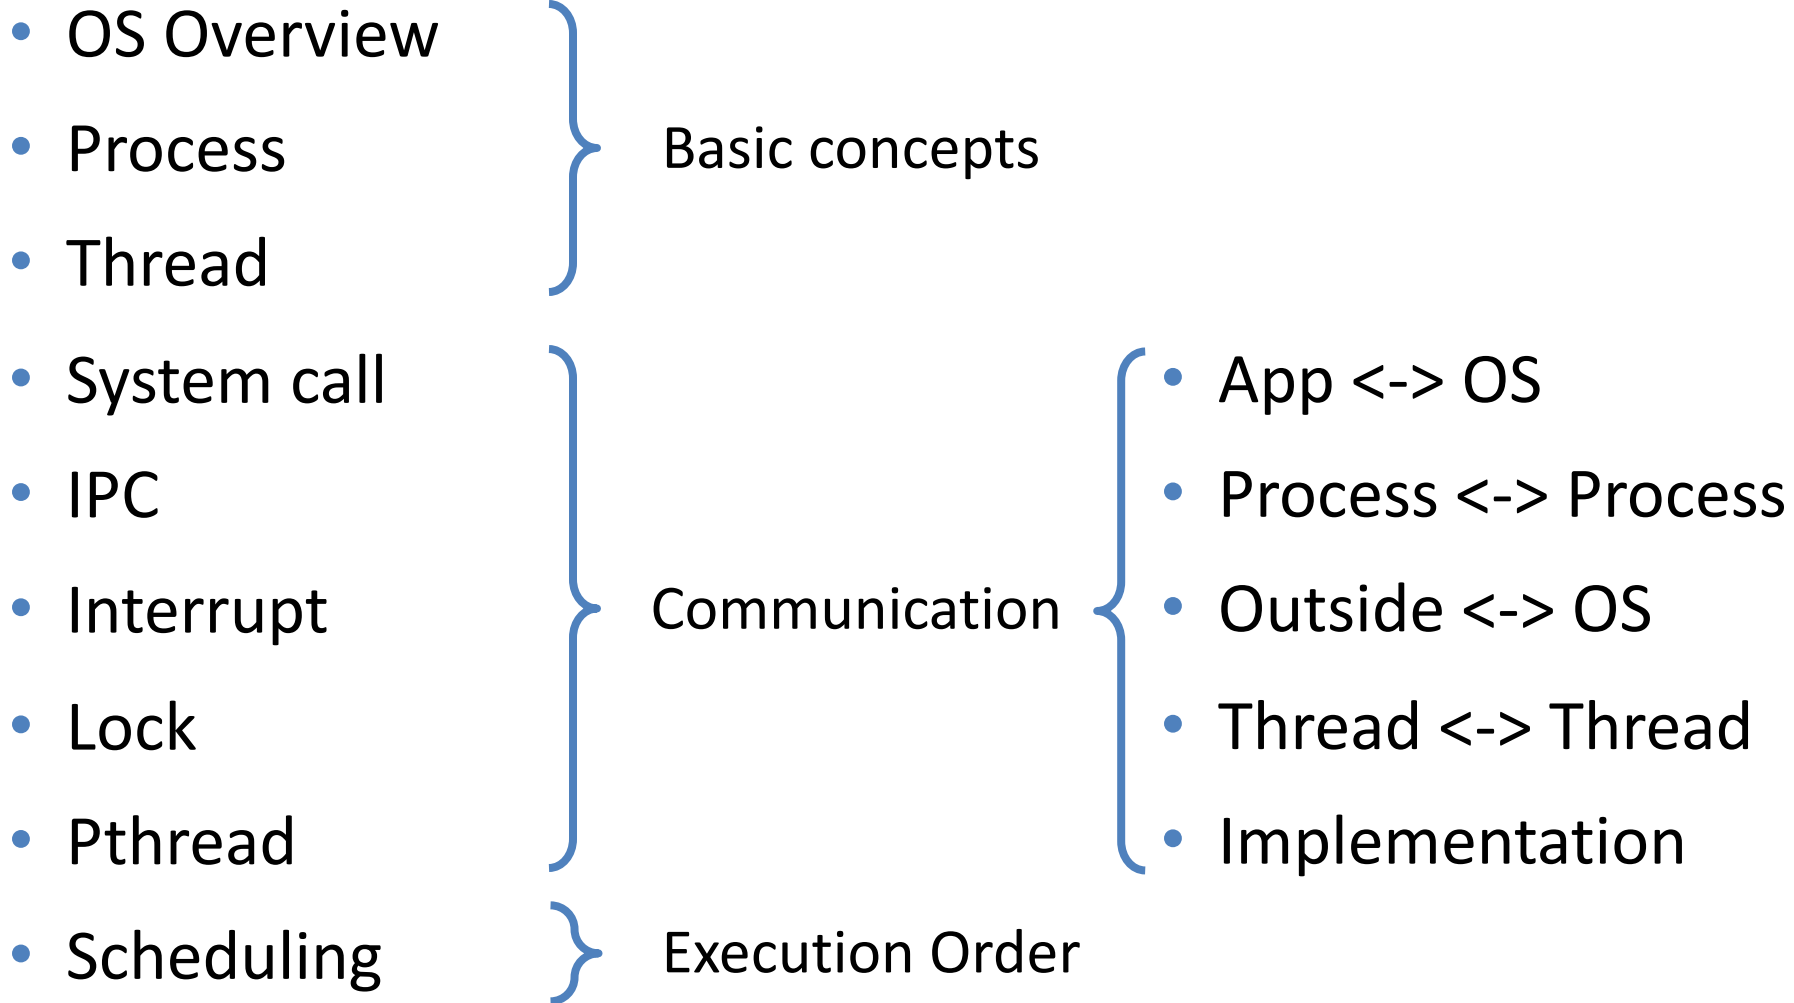 • OS Overview
• Process
• Thread
Basic concepts
• System call
• IPC
• Interrupt
• Lock
• Pthread
Communication
• App <-> OS
• Process <-> Process
• Outside <-> OS
• Thread <-> Thread
• Implementation
• Scheduling
Execution Order